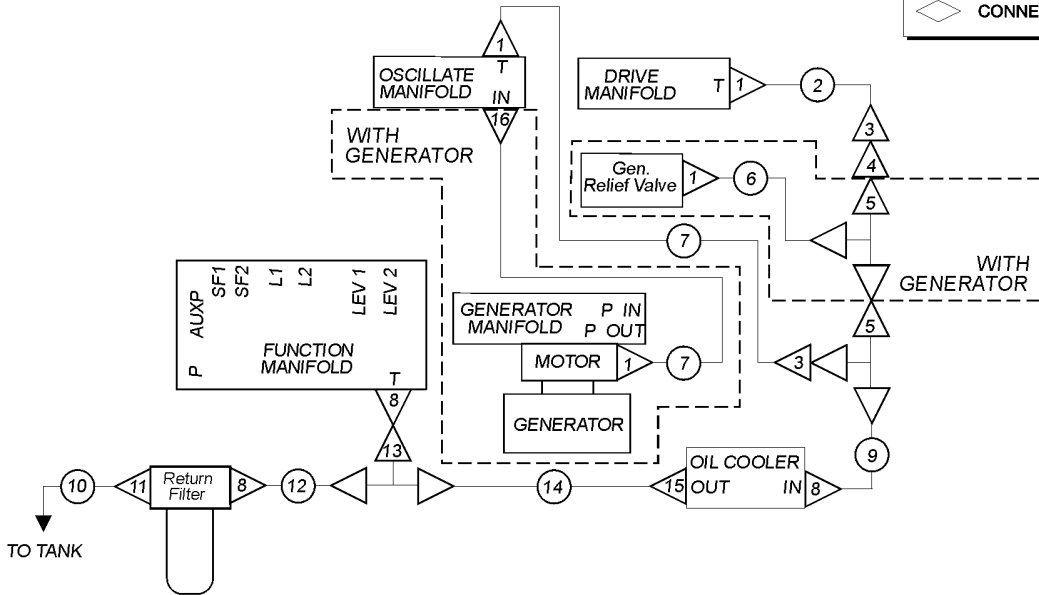 CONNE
1
T
OSCILLATE
MANIFOLD
IN
16
DRIVE
MANIFOLD
T
1
2
3
4
5
WITH
GENERATOR
Gen.
Relief Valve
1
6
7
WITH
GENERATOR
5
P
AUXP
SF1
SF2
L1
L2
LEV 1
LEV 2
FUNCTION
MANIFOLD
T
8
13
GENERATOR
MANIFOLD
P IN
P OUT
MOTOR
1
7
GENERATOR
3
9
OIL COOLER
OUT
IN
8
15
14
12
8
Return
Filter
11
10
TO TANK